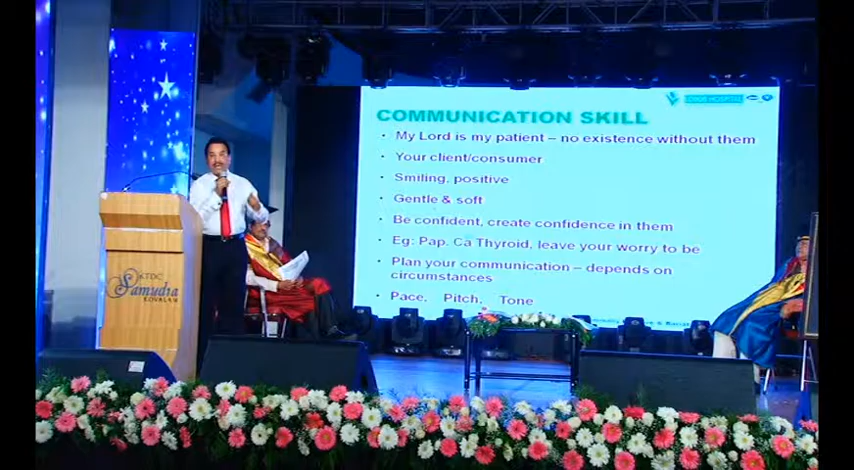 COMMUNICATION SKILL
• My Lord is my patient – no existence without them
• Your client/consumer
• Smiling, positive
• Gentle & soft
• Be confident, create confidence in them
• Eg: Pap. Ca Thyroid, leave your worry to be
• Plan your communication – depends on
circumstances
• Pace, Pitch, Tone
KTDC
Samudra
KOVALAM